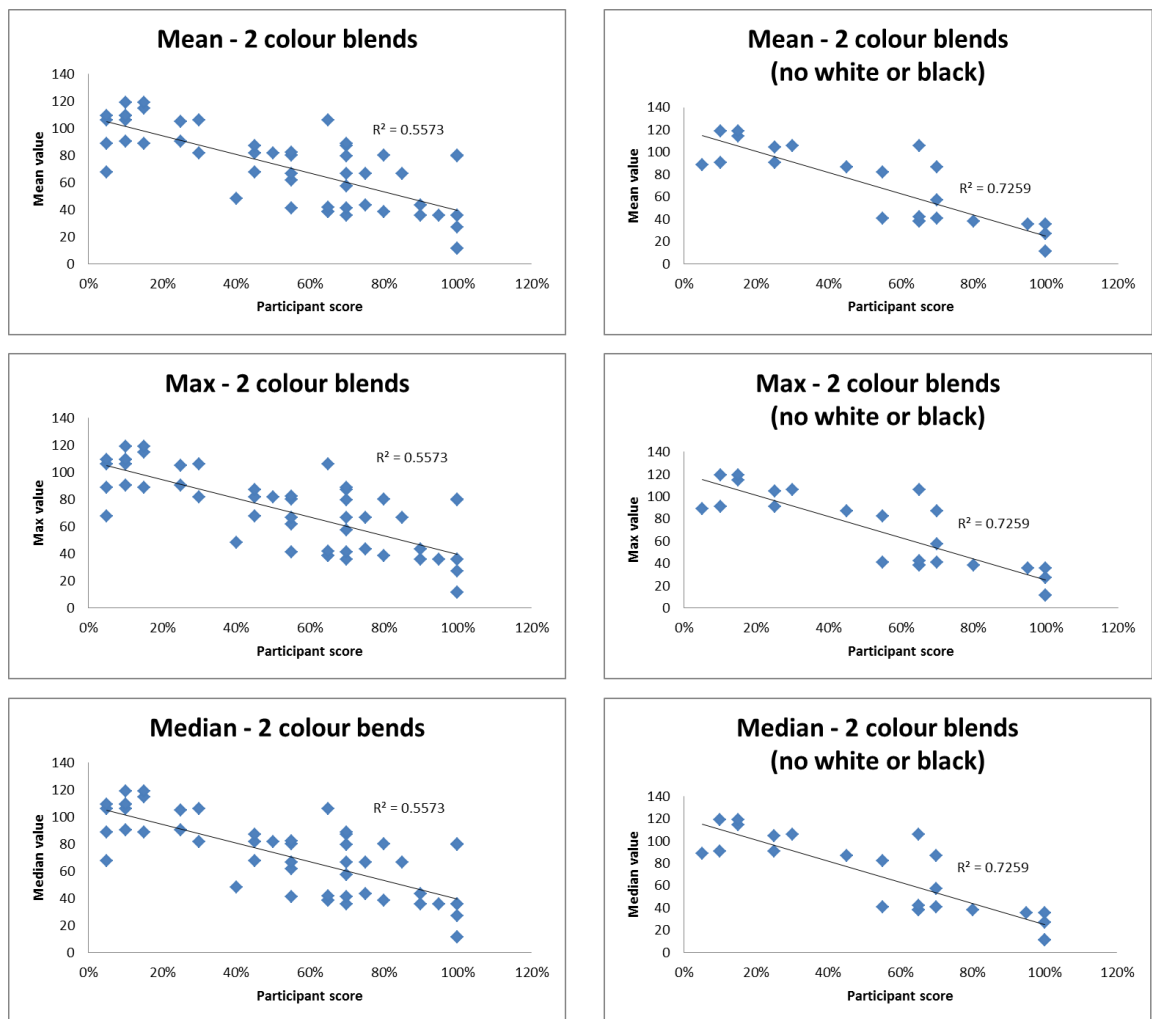 Mean - 2 colour blends
140
120
100
80
60
40
20
0
Mean value
R² = 0.5573
0% 20% 40% 60% 80% 100% 120%
Participant score
Mean - 2 colour blends
(no white or black)
140
120
100
80
60
40
20
0
Mean value
R² = 0.7259
0% 20% 40% 60% 80% 100% 120%
Participant score
Max - 2 colour blends
140
120
100
80
60
40
20
0
Max value
R² = 0.5573
0% 20% 40% 60% 80% 100% 120%
Participant score
Max - 2 colour blends
(no white or black)
140
120
100
80
60
40
20
0
Max value
R² = 0.7259
0% 20% 40% 60% 80% 100% 120%
Participant score
Median - 2 colour bends
140
120
100
80
60
40
20
0
Median value
R² = 0.5573
0% 20% 40% 60% 80% 100% 120%
Participant score
Median - 2 colour blends
(no white or black)
140
120
100
80
60
40
20
0
Median value
R² = 0.7259
0% 20% 40% 60% 80% 100% 120%
Participant score